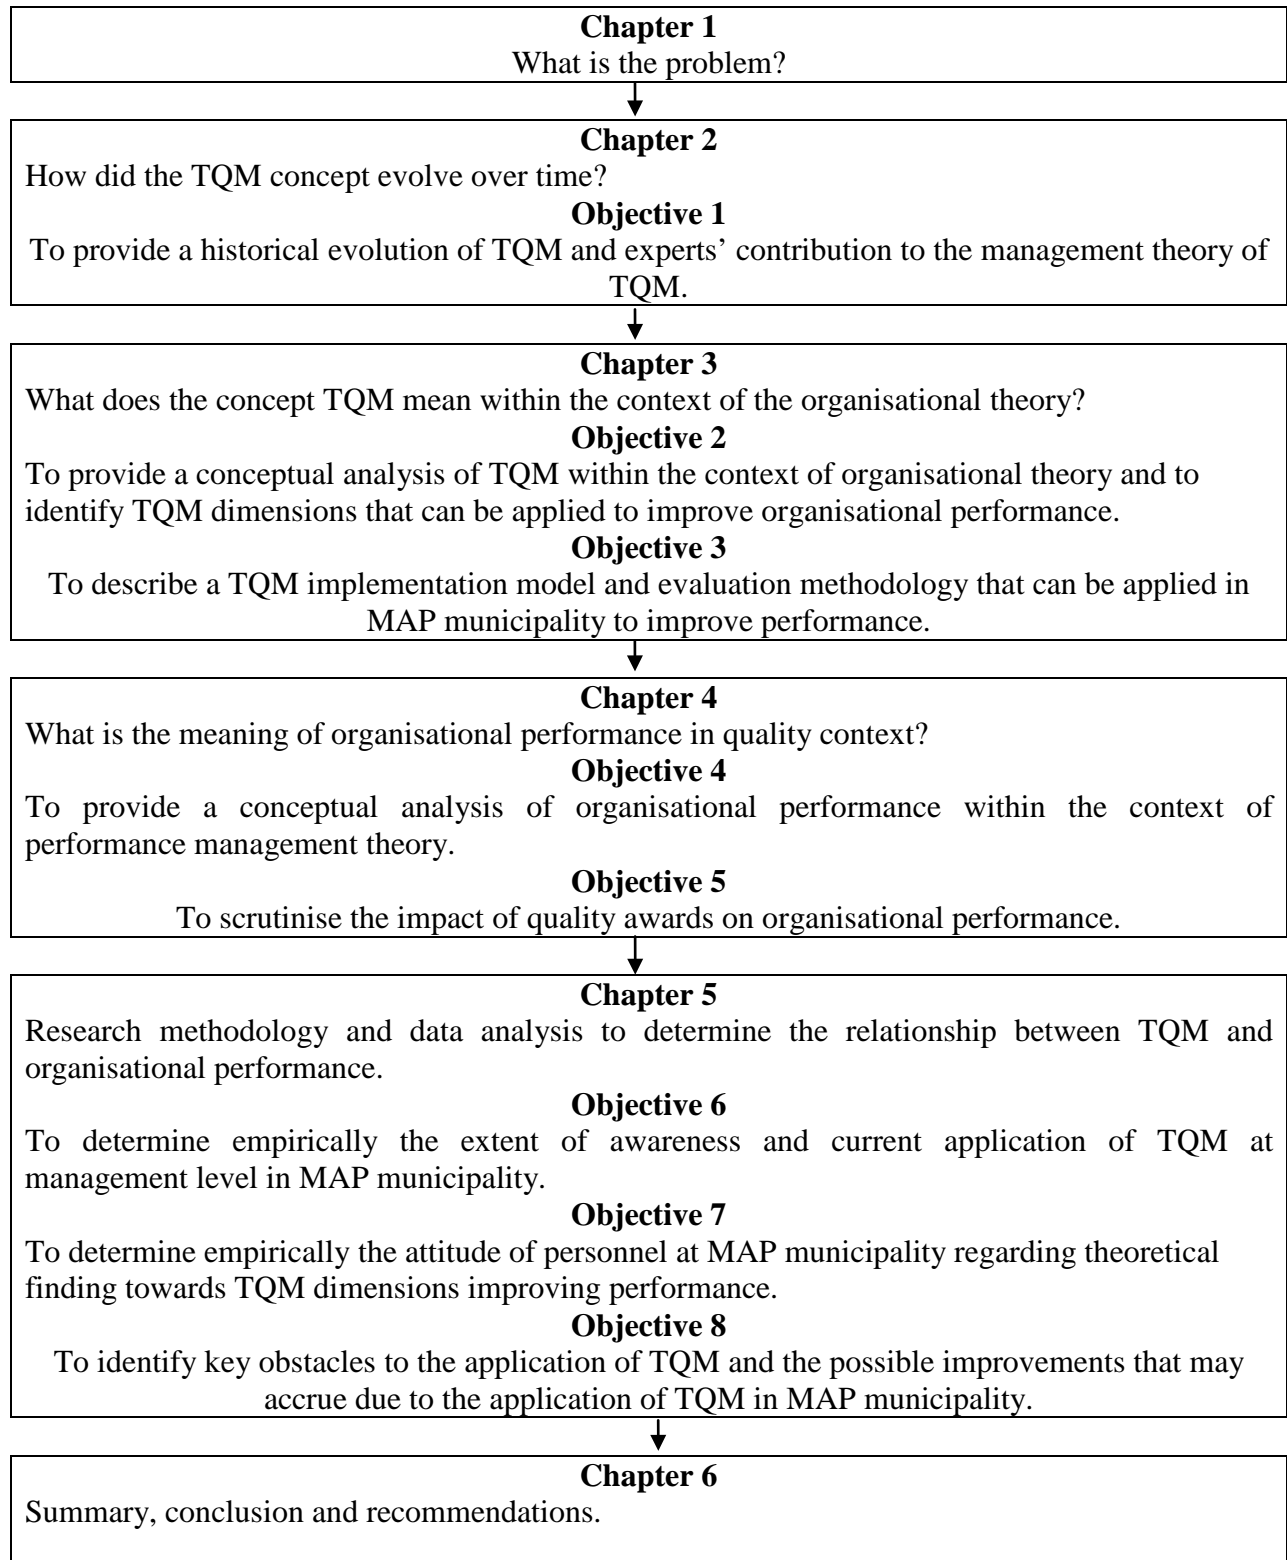 Chapter 1
What is the problem?
Chapter 2
How did the TQM concept evolve over time?
Objective 1
To provide a historical evolution of TQM and experts’ contribution to the management theory of
TQM.
Chapter 3
What does the concept TQM mean within the context of the organisational theory?
Objective 2
To provide a conceptual analysis of TQM within the context of organisational theory and to
identify TQM dimensions that can be applied to improve organisational performance.
Objective 3
To describe a TQM implementation model and evaluation methodology that can be applied in
MAP municipality to improve performance.
Chapter 4
What is the meaning of organisational performance in quality context?
Objective 4
To provide a conceptual analysis of organisational performance within the context of
performance management theory.
Objective 5
To scrutinise the impact of quality awards on organisational performance.
Chapter 5
Research methodology and data analysis to determine the relationship between TQM and
organisational performance.
Objective 6
To determine empirically the extent of awareness and current application of TQM at
management level in MAP municipality.
Objective 7
To determine empirically the attitude of personnel at MAP municipality regarding theoretical
finding towards TQM dimensions improving performance.
Objective 8
To identify key obstacles to the application of TQM and the possible improvements that may
accrue due to the application of TQM in MAP municipality.
Chapter 6
Summary, conclusion and recommendations.